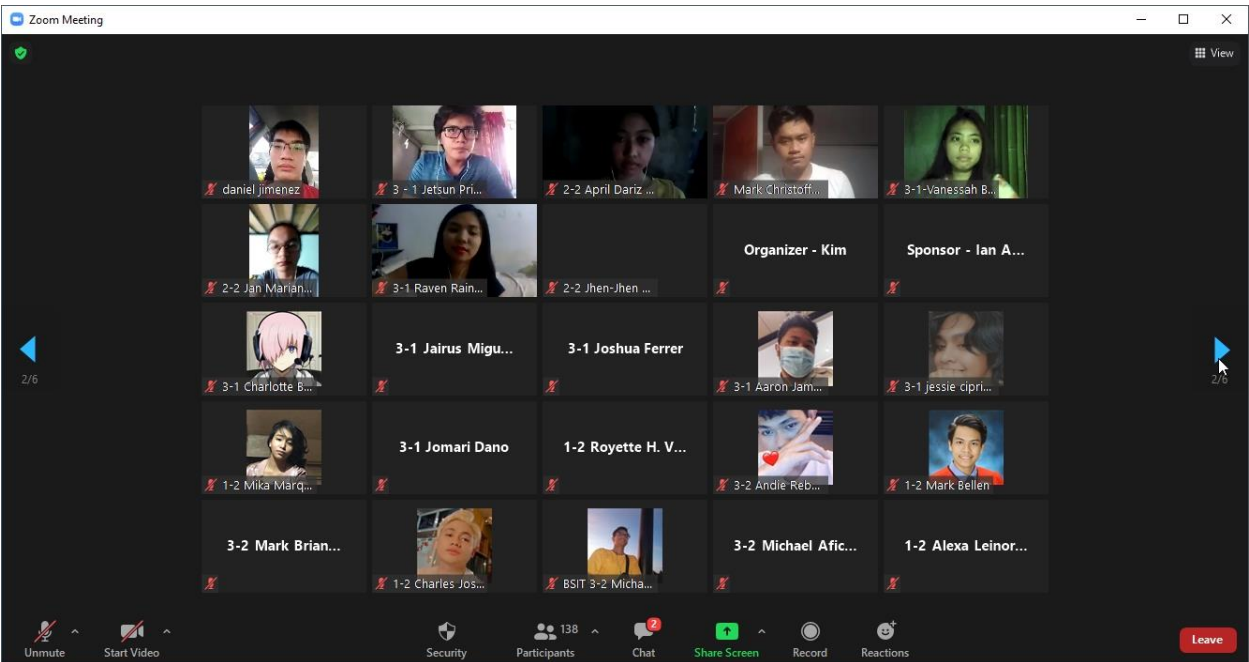 Zoom Meeting
View
daniel jimenez
3 - 1 Jetsun Pri...
2-2 April Dariz ...
Mark Christoff...
3-1-Vanessah B...
2-2 Jan Marian...
3-1 Raven Rain...
2-2 Jhen-Jhen ...
Organizer - Kim
Sponsor - Ian A...
3-1 Charlotte B...
3-1 Jairus Migu...
3-1 Joshua Ferrer
3-1 Aaron Jam...
3-1 jessie cipri...
2/6
2/6
1-2 Mika Marq...
3-1 Jomari Dano
1-2 Royette H. V...
3-2 Andie Reb...
1-2 Mark Bellen
3-2 Mark Brian...
1-2 Charles Jos...
BSIT 3-2 Micha...
3-2 Michael Afic...
1-2 Alexa Leinor...
Unmute
Start Video
Security
Participants
138
Chat
2
Share Screen
Record
Reactions
Leave